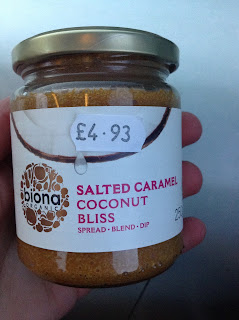 £4.93
biona
ORGANIC
SALTED CARAMEL
COCONUT
BLISS
SPREAD · BLEND · DIP